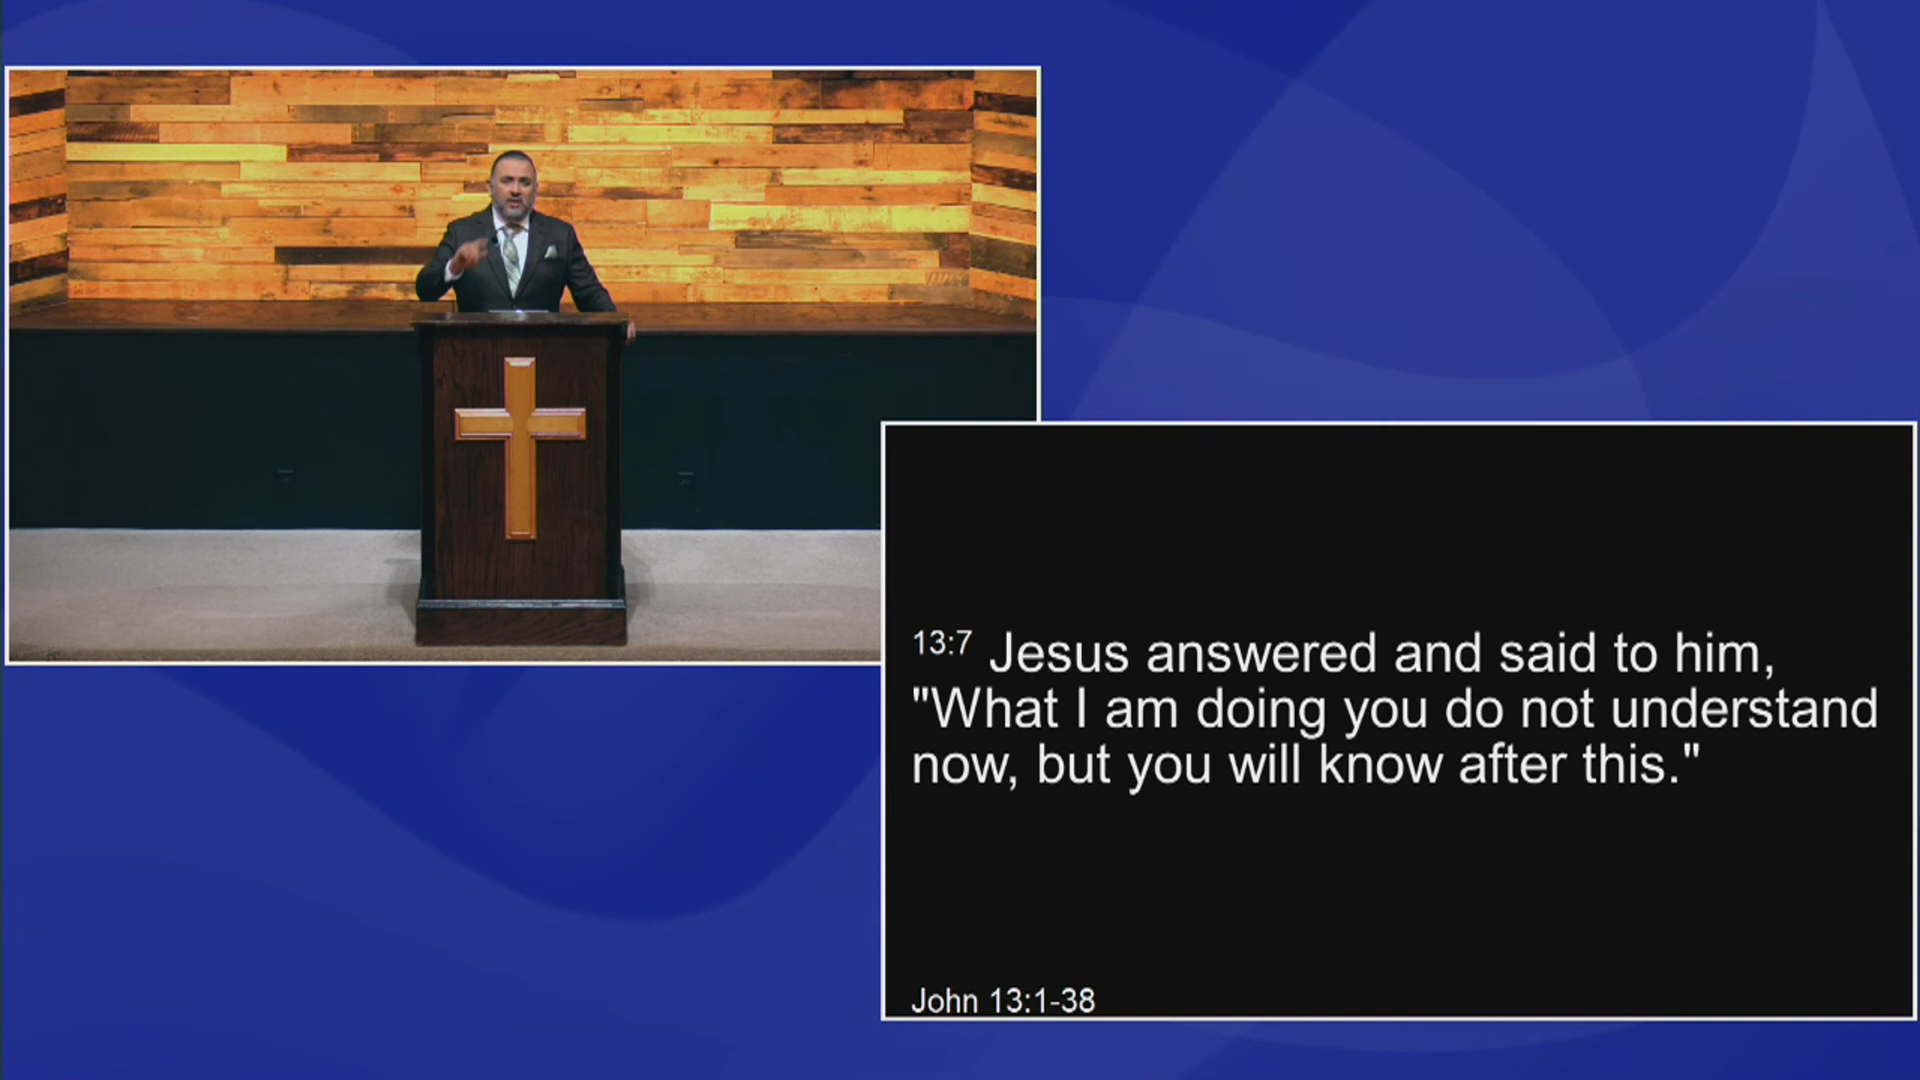 13:7 Jesus answered and said to him,
"What I am doing you do not understand
now, but you will know after this."
John 13:1-38